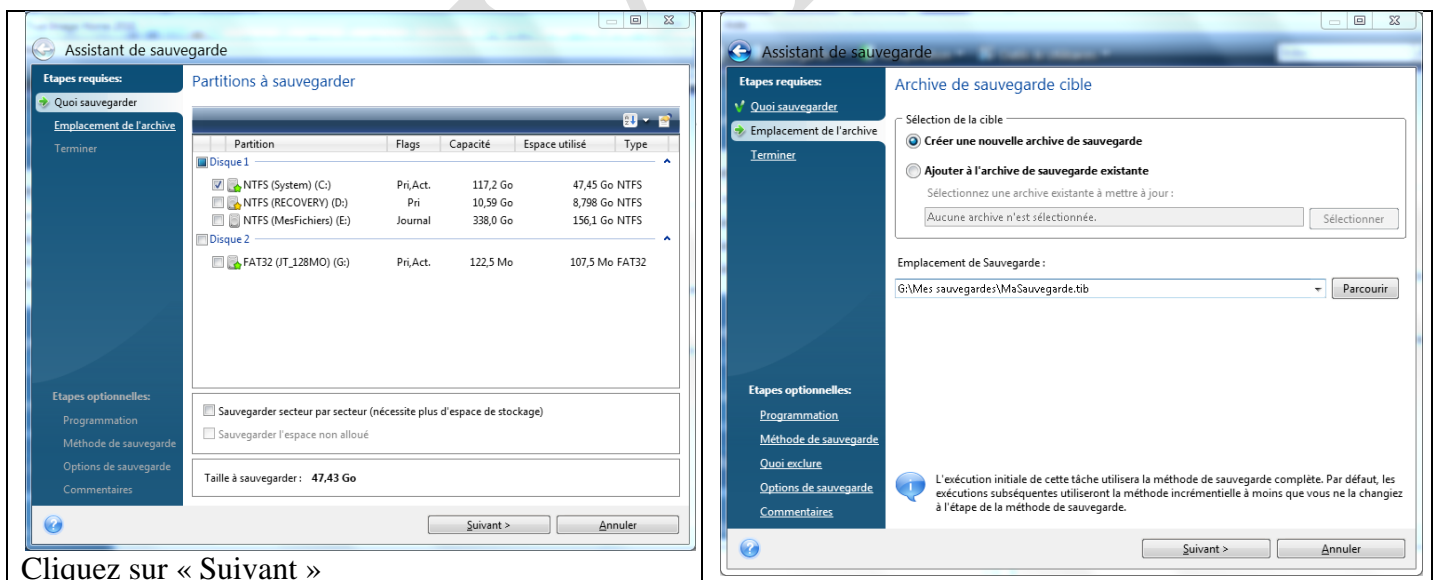 Assistant de sauvegarde
Etapes requises:
Quoi sauvegarder
Emplacement de l'archive
Terminer
Etapes optionnelles:
Programmation
Méthode de sauvegarde
Options de sauvegarde
Commentaires
Partitions à sauvegarder
Partition Flags Capacité Espace utilisé Type
Disque 1
NTFS (System) (C:) Pri,Act. 117,2 Go 47,45 Go NTFS
NTFS (RECOVERY) (D:) Pri 10,59 Go 8,798 Go NTFS
NTFS (MesFichiers) (E:) Journal 338,0 Go 156,1 Go NTFS
Disque 2
FAT32 (JT_128MO) (G:) Pri,Act. 122,5 Mo 107,5 Mo FAT32
Sauvegarder secteur par secteur (nécessite plus d'espace de stockage)
Sauvegarder l'espace non alloué
Taille à sauvegarder : 47,43 Go
Suivant >
Annuler
Cliquez sur « Suivant »
Assistant de sauvegarde
Etapes requises:
Quoi sauvegarder
Emplacement de l'archive
Terminer
Etapes optionnelles:
Programmation
Méthode de sauvegarde
Quoi exclure
Options de sauvegarde
Commentaires
Archive de sauvegarde cible
Sélection de la cible
Créer une nouvelle archive de sauvegarde
Ajouter à l'archive de sauvegarde existante
Sélectionnez une archive existante à mettre à jour :
Aucune archive n'est sélectionnée.
Sélectionner
Emplacement de Sauvegarde :
G:\Mes sauvegardes\MaSauvegarde.tib
Parcourir
L'exécution initiale de cette tâche utilisera la méthode de sauvegarde complète. Par défaut, les
exécutions subséquentes utiliseront la méthode incrémentielle à moins que vous ne la changiez
à l'étape de la méthode de sauvegarde.
Suivant >
Annuler